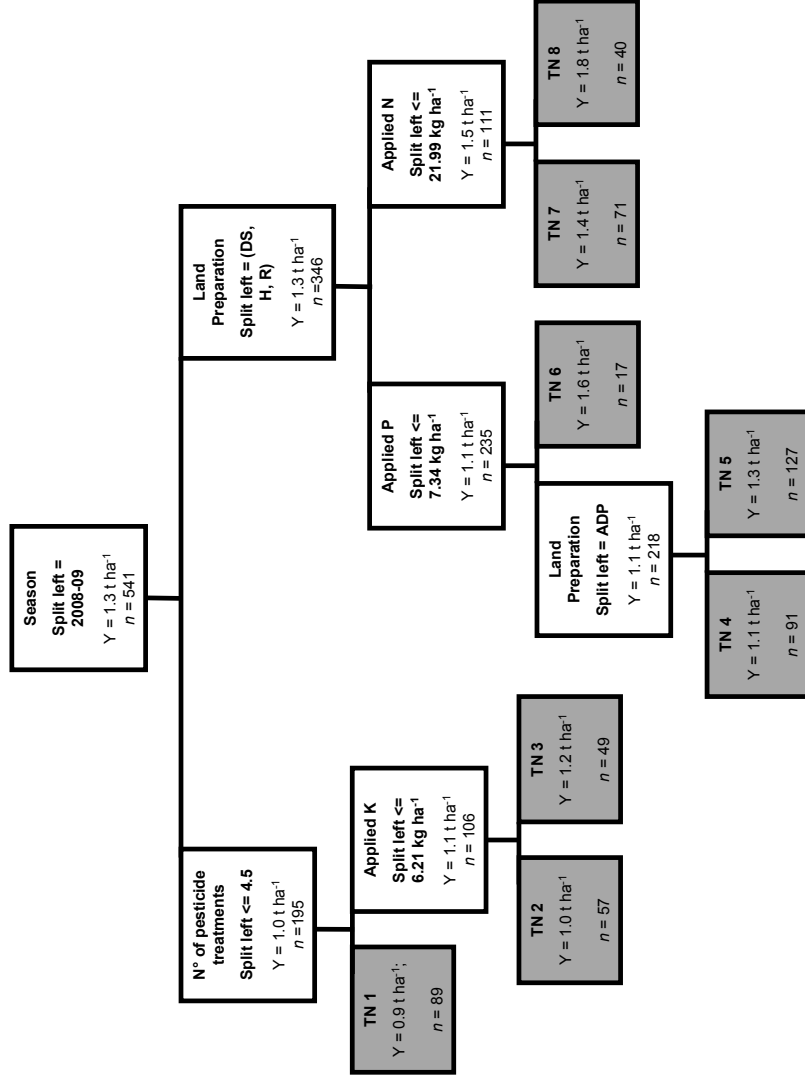 Season
Split left =
2008-09
Y = 1.3 t ha⁻¹
n = 541
N° of pesticide
treatments
Split left <= 4.5
Y = 1.0 t ha⁻¹
n =195
Land
Preparation
Split left = (DS,
H, R)
Y = 1.3 t ha⁻¹
n =346
TN 1
Y = 0.9 t ha⁻¹;
n = 89
Applied K
Split left <=
6.21 kg ha⁻¹
Y = 1.1 t ha⁻¹
n = 106
Applied P
Split left <=
7.34 kg ha⁻¹
Y = 1.1 t ha⁻¹
n = 235
Applied N
Split left <=
21.99 kg ha⁻¹
Y = 1.5 t ha⁻¹
n = 111
TN 2
Y = 1.0 t ha⁻¹
n = 57
TN 3
Y = 1.2 t ha⁻¹
n = 49
Land
Preparation
Split left = ADP
Y = 1.1 t ha⁻¹
n = 218
TN 6
Y = 1.6 t ha⁻¹
n = 17
TN 7
Y = 1.4 t ha⁻¹
n = 71
TN 8
Y = 1.8 t ha⁻¹
n = 40
TN 4
Y = 1.1 t ha⁻¹
n = 91
TN 5
Y = 1.3 t ha⁻¹
n = 127